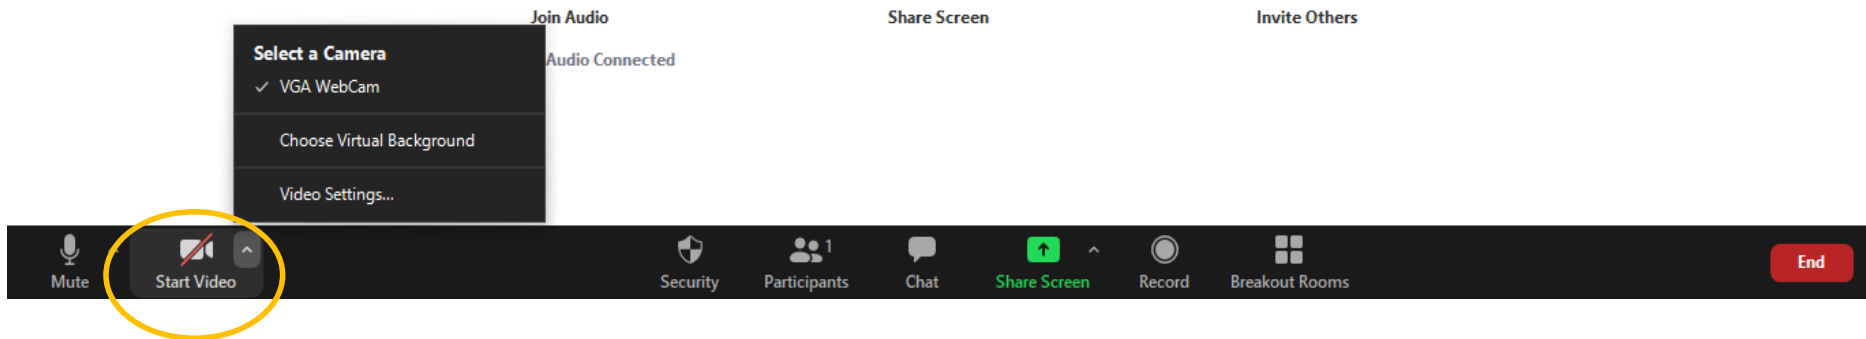 Join Audio
Share Screen
Invite Others
Select a Camera
Audio Connected
VGA WebCam
Choose Virtual Background
Video Settings...
1
Mute
Start Video
Security
Participants
Chat
Share Screen
Record
Breakout Rooms
End